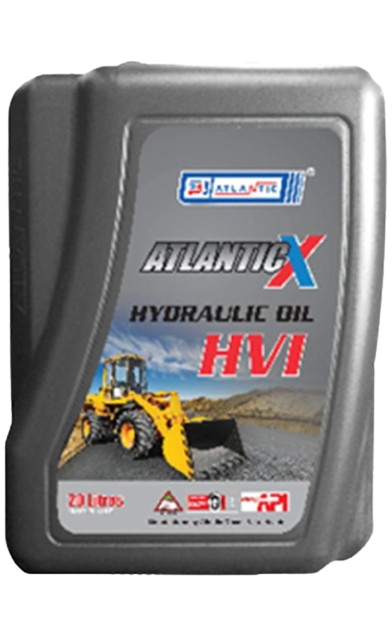 ATLANTIC
ATLANTIC X
HYDRAULIC OIL
HVI
20 Litres
API